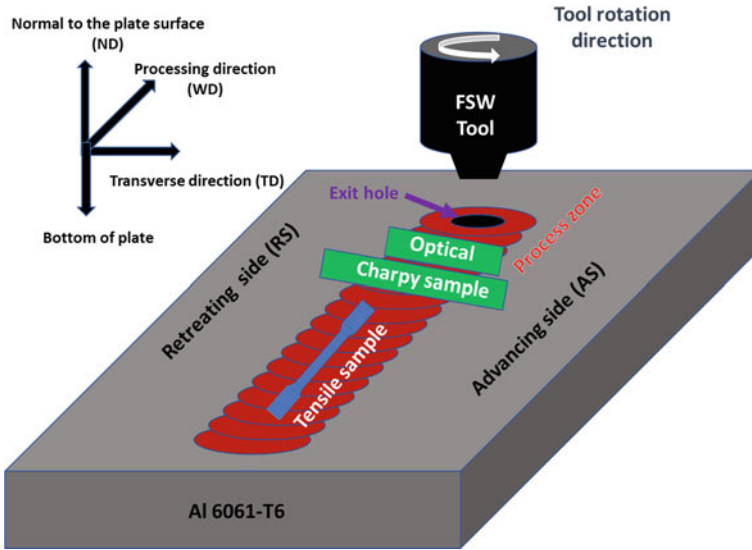 Normal to the plate surface
(ND)
Processing direction
(WD)
Transverse direction (TD)
Bottom of plate
Tool rotation
direction
FSW
Tool
Exit hole
Process zone
Optical
Charpy sample
Retreating side (RS)
Tensile sample
Advancing side (AS)
Al 6061-T6